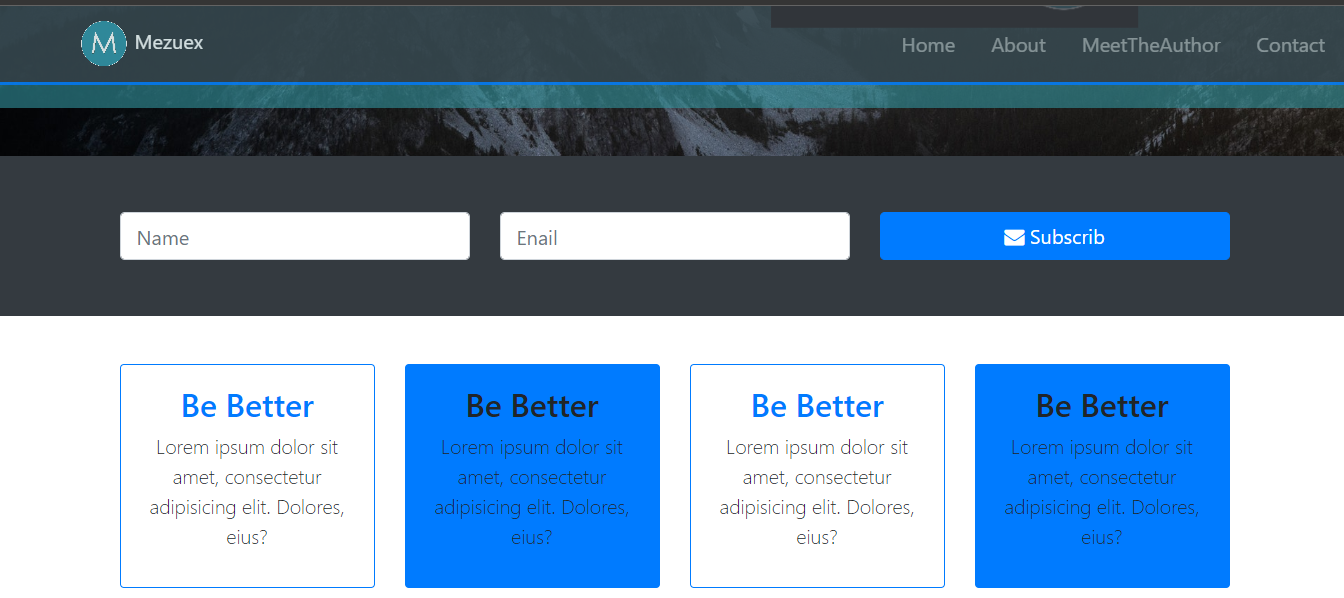 M Mezuex
Home About MeetTheAuthor Contact
Name Enail Subscrib
Be Better
Lorem ipsum dolor sit
amet, consectetur
adipisicing elit. Dolores,
eius?
Be Better
Lorem ipsum dolor sit
amet, consectetur
adipisicing elit. Dolores,
eius?
Be Better
Lorem ipsum dolor sit
amet, consectetur
adipisicing elit. Dolores,
eius?
Be Better
Lorem ipsum dolor sit
amet, consectetur
adipisicing elit. Dolores,
eius?